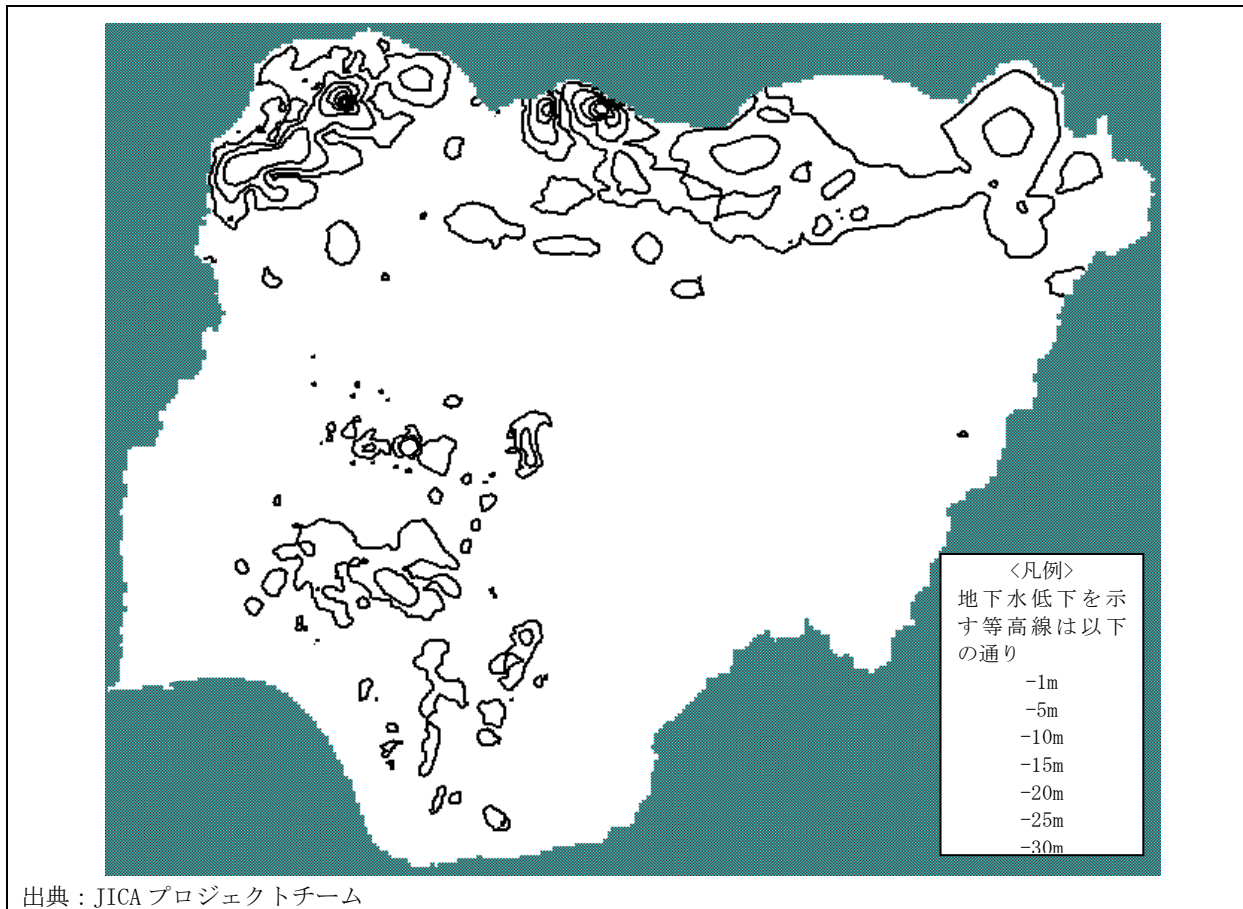 <凡例>
地下水低下を示
す等高線は以下
の通り
-1m
-5m
-10m
-15m
-20m
-25m
-30m
出典：JICAプロジェクトチーム